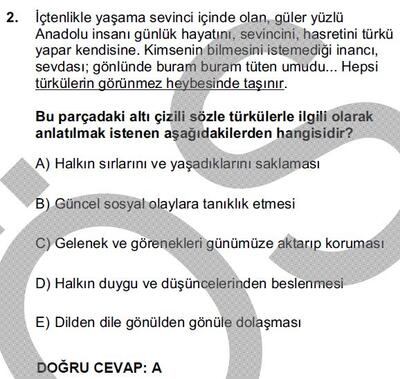 2. İçtenlikle yaşama sevinci içinde olan, güler yüzlü
Anadolu insanı günlük hayatını, sevincini, hasretini türkü
yapar kendisine. Kimsenin bilmesini istemediği inancı,
sevdası; gönlünde buram buram tüten umudu... Hepsi
türkülerin görünmez heybesinde taşınır.
Bu parçadaki altı çizili sözle türkülerle ilgili olarak
anlatılmak istenen aşağıdakilerden hangisidir?
A) Halkın sırlarını ve yaşadıklarını saklaması
B) Güncel sosyal olaylara tanıklık etmesi
C) Gelenek ve görenekleri günümüze aktarıp koruması
D) Halkın duygu ve düşüncelerinden beslenmesi
E) Dilden dile gönülden gönüle dolaşması
DOĞRU CEVAP: A